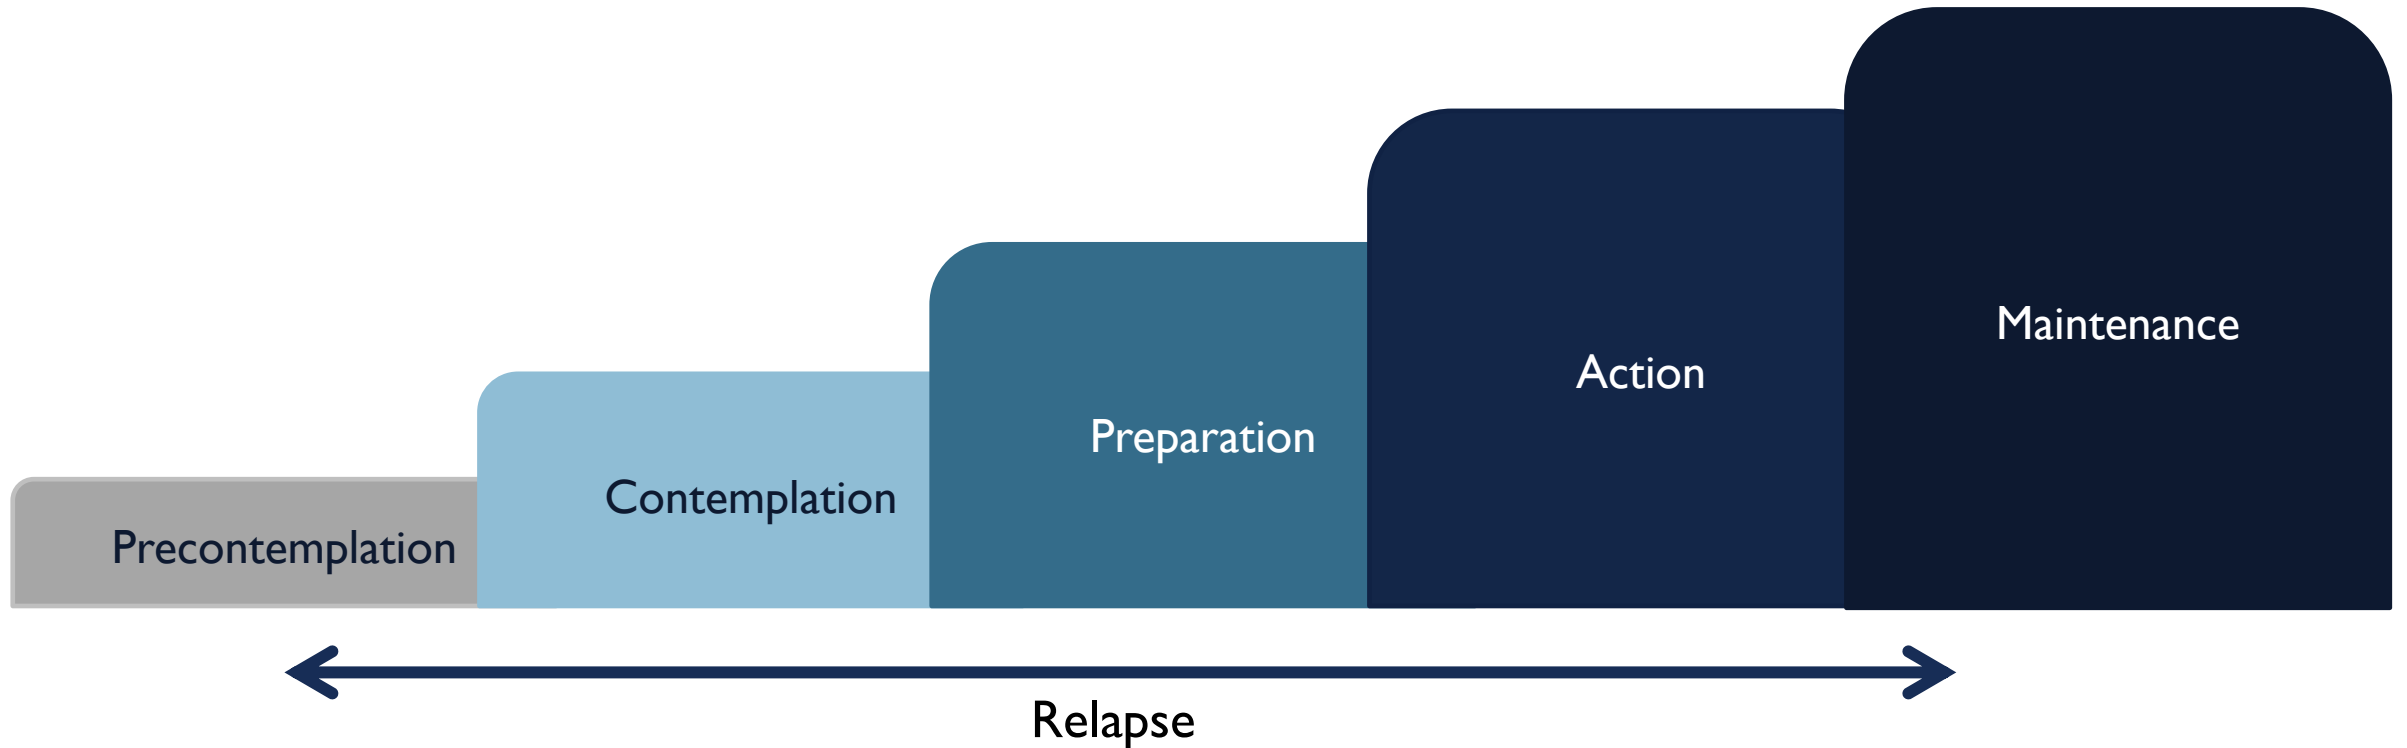 Precontemplation
Contemplation
Preparation
Action
Maintenance
Relapse